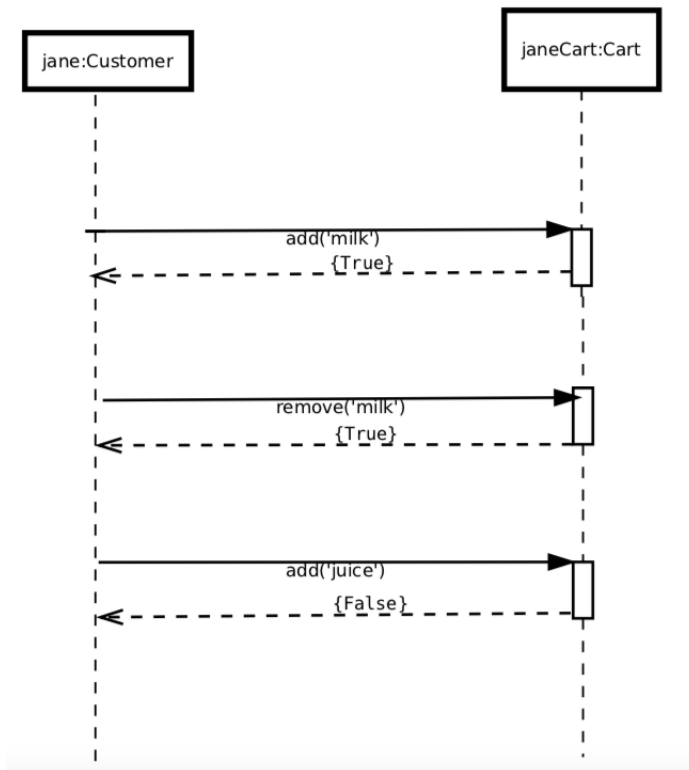 jane:Customer
janeCart:Cart
add('milk')
{True}
remove('milk')
{True}
add('juice')
{False}